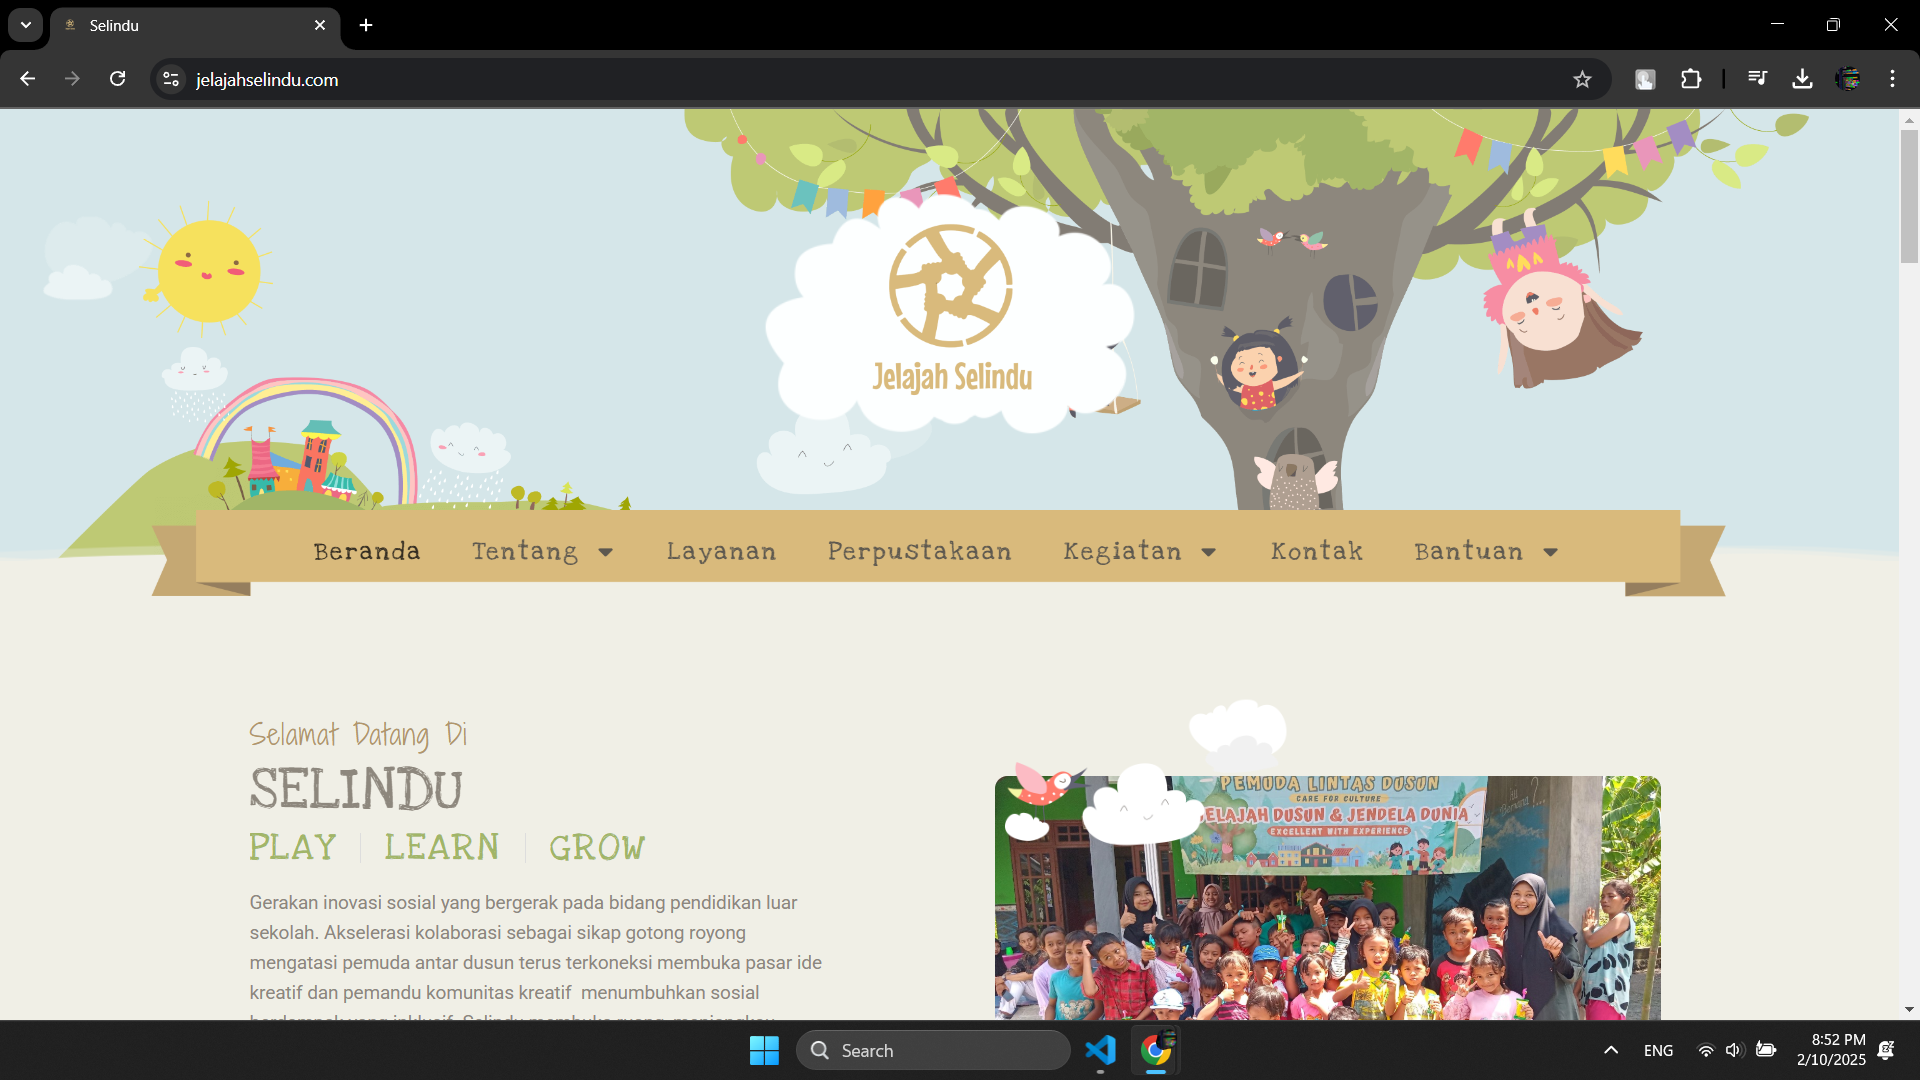 Selindu
jelajahselindu.com
Jelajah Selindu
Beranda Tentang Layanan Perpustakaan Kegiatan Kontak Bantuan
Selamat Datang Di
SELINDU
PLAY LEARN GROW
Gerakan inovasi sosial yang bergerak pada bidang pendidikan luar
sekolah. Akselerasi kolaborasi sebagai sikap gotong royong
mengatasi pemuda antar dusun terus terkoneksi membuka pasar ide
kreatif dan pemandu komunitas kreatif menumbuhkan sosial
PEMUDA LINTAS DUSUN
CARE FOR CULTURE
ELAJAH DUSUN & JENDELA DUNIA
EXCELLENT WITH EXPERIENCE
Search
ENG
8:52 PM
2/10/2025